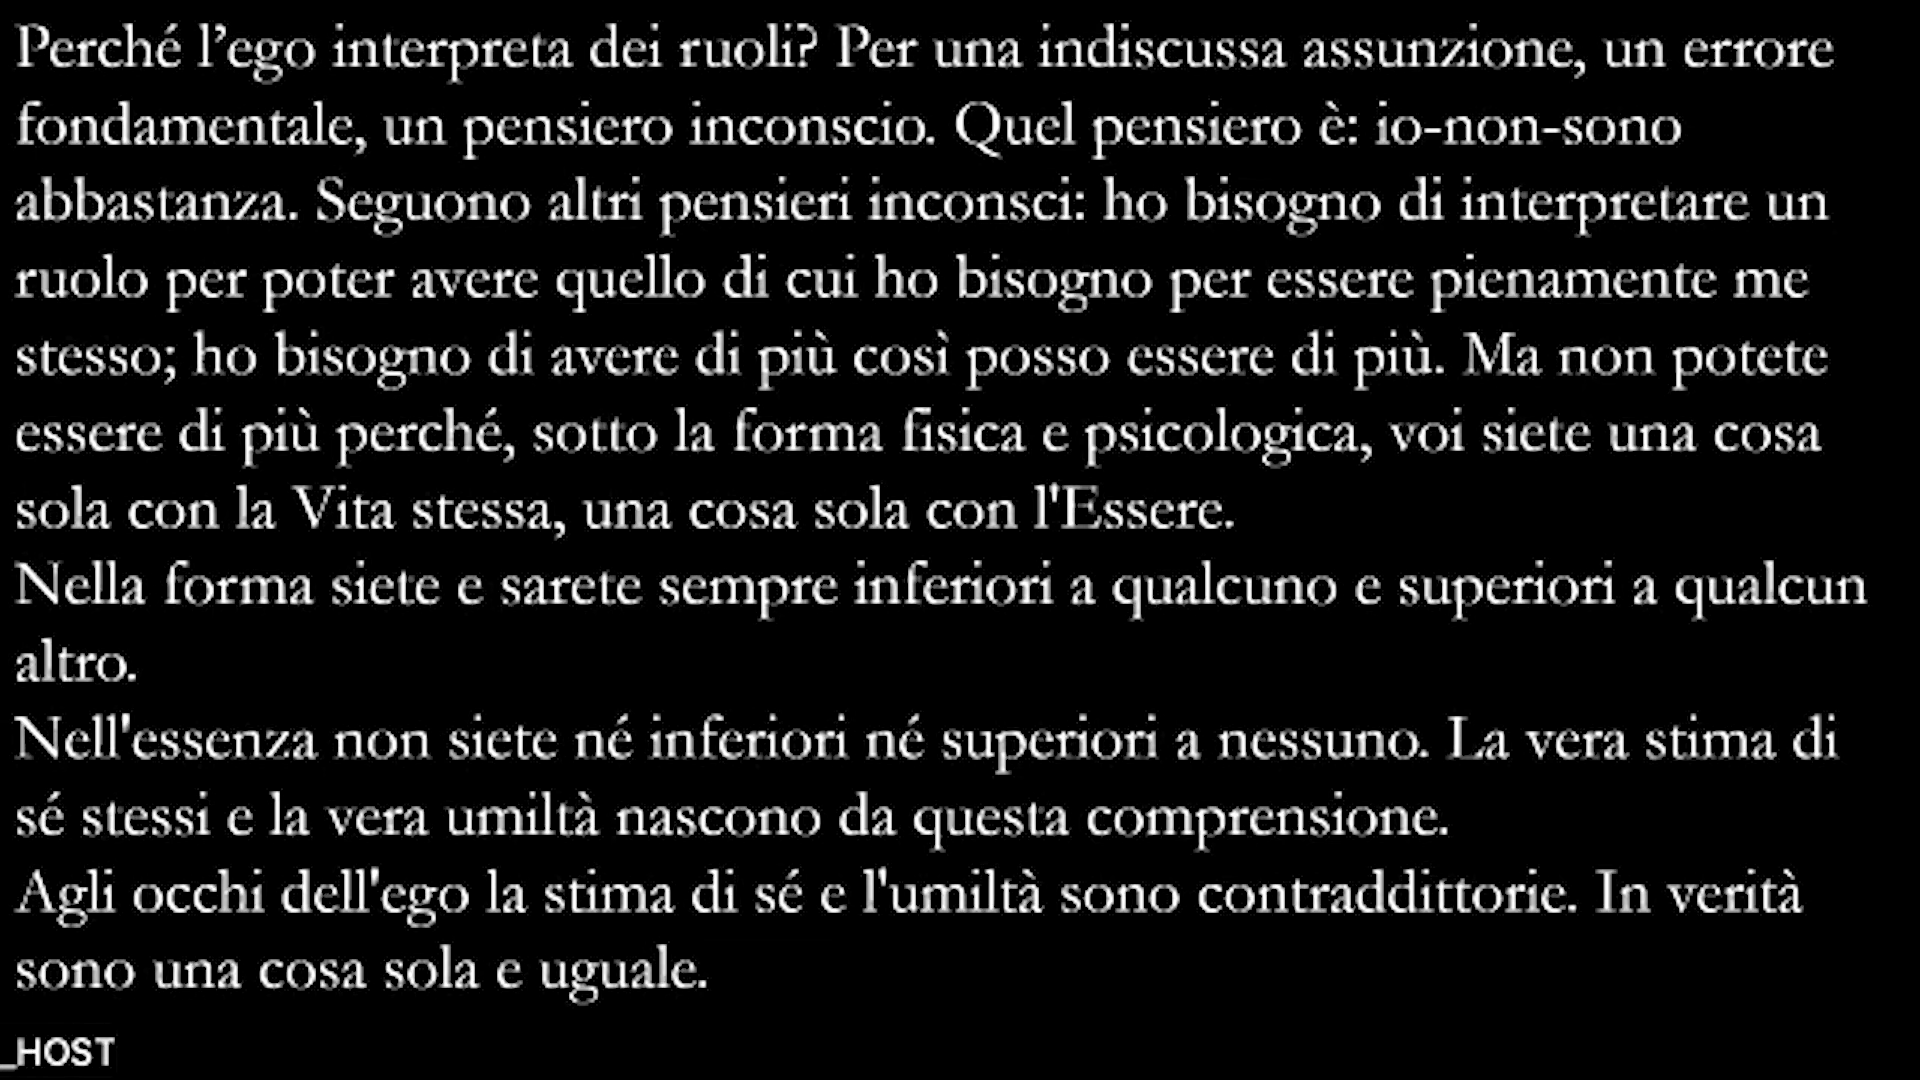 Perché l’ego interpreta dei ruoli? Per una indiscussa assunzione, un errore
fondamentale, un pensiero inconscio. Quel pensiero è: io-non-sono
abbastanza. Seguono altri pensieri inconsci: ho bisogno di interpretare un
ruolo per poter avere quello di cui ho bisogno per essere pienamente me
stesso; ho bisogno di avere di più così posso essere di più. Ma non potete
essere di più perché, sotto la forma fisica e psicologica, voi siete una cosa
sola con la Vita stessa, una cosa sola con l'Essere.
Nella forma siete e sarete sempre inferiori a qualcuno e superiori a qualcun
altro.
Nell'essenza non siete né inferiori né superiori a nessuno. La vera stima di
sé stessi e la vera umiltà nascono da questa comprensione.
Agli occhi dell'ego la stima di sé e l'umiltà sono contraddittorie. In verità
sono una cosa sola e uguale.
_HOST